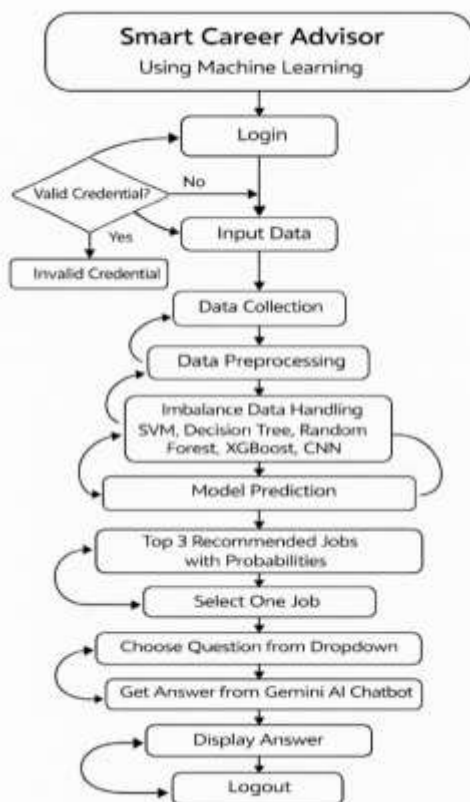 Smart Career Advisor
Using Machine Learning
Login
Valid Credential?
No
Yes
Input Data
Invalid Credential
Data Collection
Data Preprocessing
Imbalance Data Handling
SVM, Decision Tree, Random
Forest, XGBoost, CNN
Model Prediction
Top 3 Recommended Jobs
with Probabilities
Select One Job
Choose Question from Dropdown
Get Answer from Gemini AI Chatbot
Display Answer
Logout